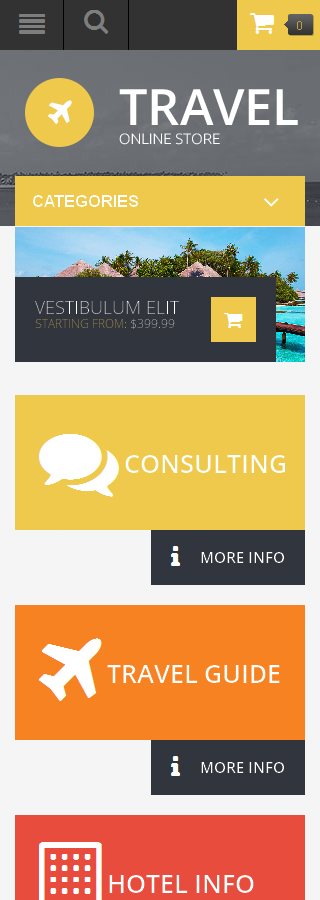 0
TRAVEL
ONLINE STORE
CATEGORIES
VESTIBULUM ELIT
STARTING FROM: $399.99
CONSULTING
MORE INFO
TRAVEL GUIDE
MORE INFO
HOTEL INFO